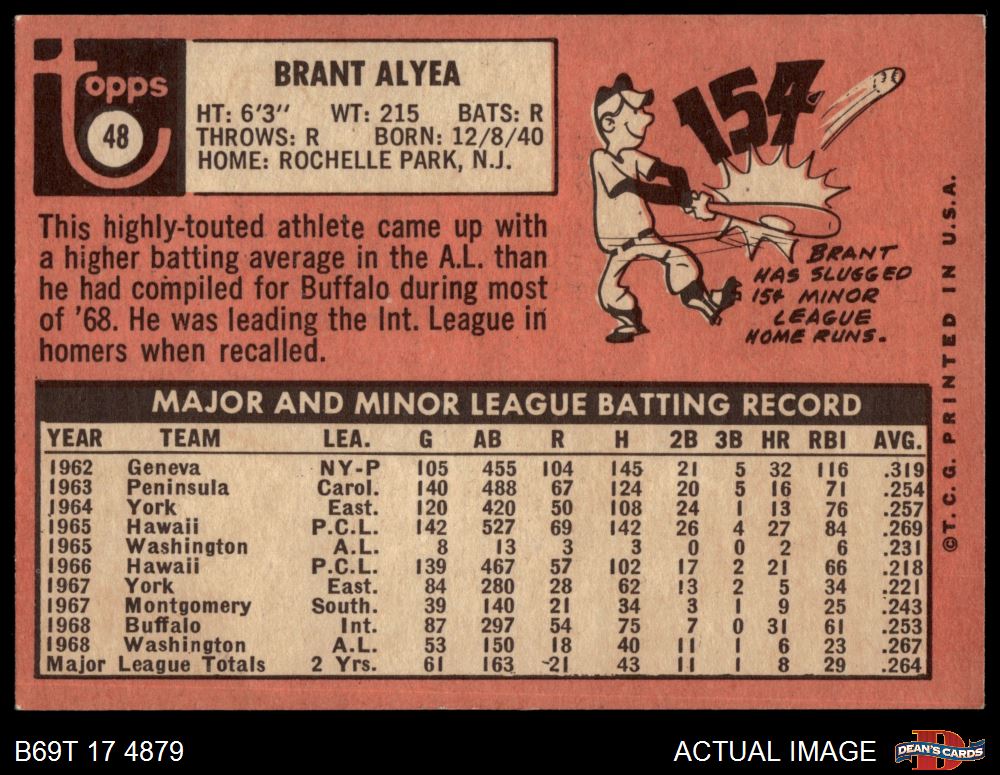 Topps
48
BRANT ALYEA
HT: 6'3" WT: 215 BATS: R
THROWS: R BORN: 12/8/40
HOME: ROCHELLE PARK, N.J.
This highly-touted athlete came up with
a higher batting average in the A.L. than
he had compiled for Buffalo during most
of '68. He was leading the Int. League in
homers when recalled.
154
BRANT
HAS SLUGGED
154 MINOR
LEAGUE
HOME RUNS.
MAJOR AND MINOR LEAGUE BATTING RECORD
YEAR TEAM LEA. G AB R H 2B 3B HR RBI AVG.
1962 Geneva NY-P 105 455 104 145 21 5 32 116 .319
1963 Peninsula Carol. 140 488 67 124 20 5 16 71 .254
1964 York East. 120 420 50 108 24 1 13 76 .257
1965 Hawaii P.C.L. 142 527 69 142 26 4 27 84 .269
1965 Washington A.L. 8 13 3 3 0 0 2 6 .231
1966 Hawaii P.C.L. 139 467 57 102 17 2 21 66 .218
1967 York East. 84 280 28 62 13 2 5 34 .221
1967 Montgomery South. 39 140 21 34 3 1 9 25 .243
1968 Buffalo Int. 87 297 54 75 7 0 31 61 .253
1968 Washington A.L. 53 150 18 40 11 1 6 23 .267
Major League Totals 2 Yrs. 61 163 21 43 11 1 8 29 .264
©T.C.G. PRINTED IN U.S.A.
B69T 17 4879
ACTUAL IMAGE
DEAN'S CARDS